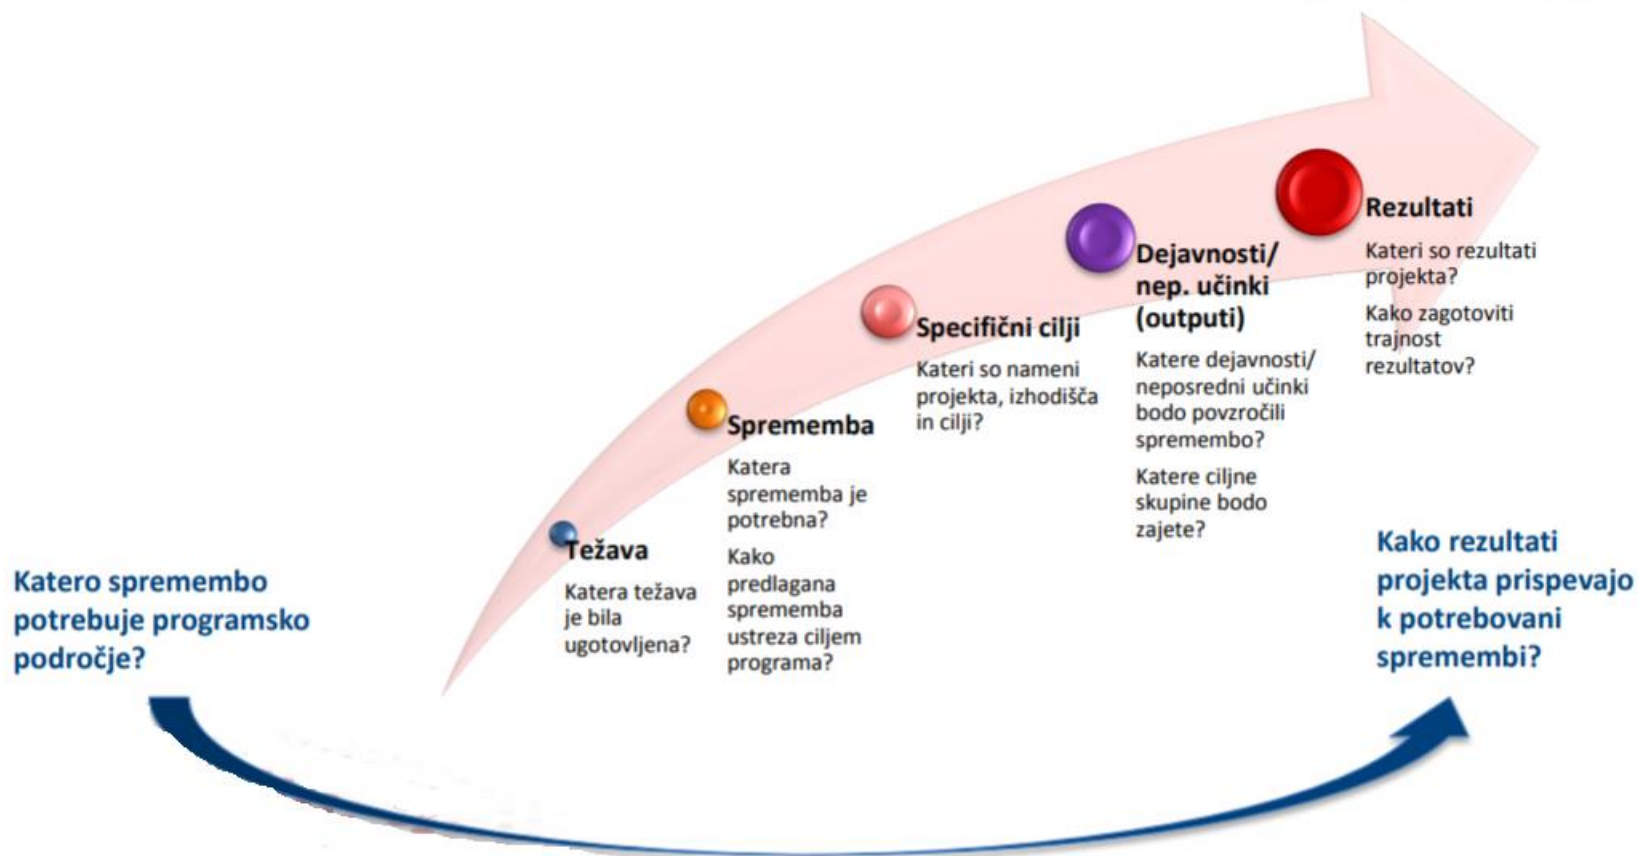 Katero spremembo
potrebuje programsko
področje?
Težava
Katera težava
je bila
ugotovljena?
Sprememba
Katera
sprememba je
potrebna?
Kako
predlagana
sprememba
ustreza ciljem
programa?
Specifični cilji
Kateri so nameni
projekta, izhodišča
in cilji?
Dejavnosti/
nep. učinki
(outputi)
Katere dejavnosti/
neposredni učinki
bodo povzročili
spremembo?
Katere ciljne
skupine bodo
zajete?
Rezultati
Kateri so rezultati
projekta?
Kako zagotoviti
trajnost
rezultatov?
Kako rezultati
projekta prispevajo
k potrebovani
spremembi?